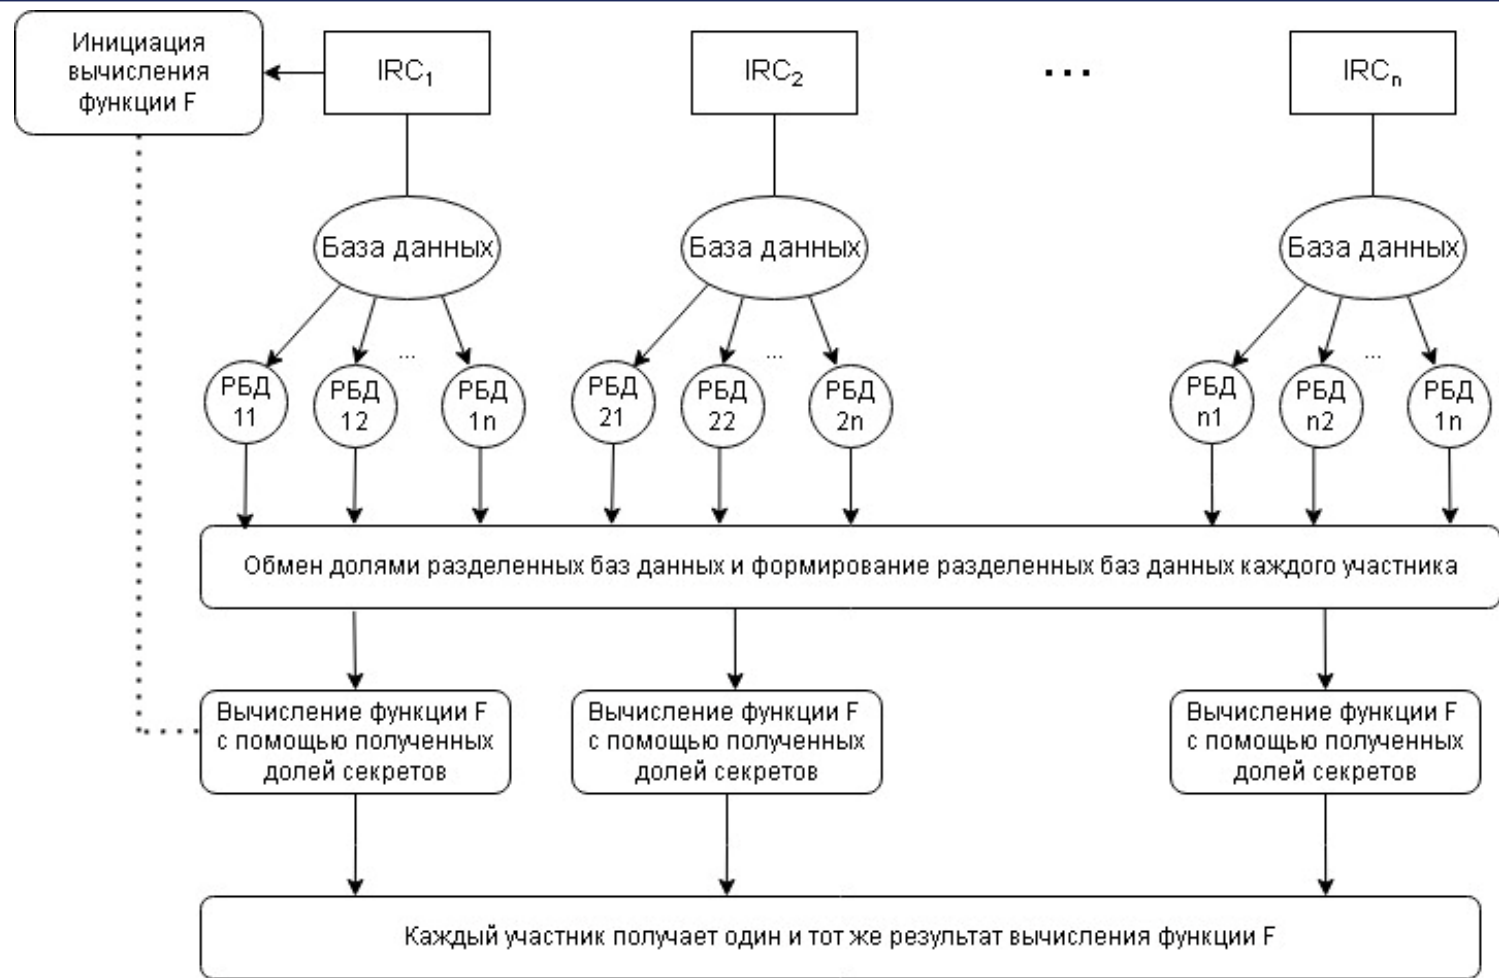 Инициация
вычисления
функции F
IRC₁
IRC₂
...
IRCₙ
База данных
База данных
База данных
...
...
...
РБД
11
РБД
12
РБД
1n
РБД
21
РБД
22
РБД
2n
РБД
n1
РБД
n2
РБД
1n
Обмен долями разделенных баз данных и формирование разделенных баз данных каждого участника
Вычисление функции F
с помощью полученных
долей секретов
Вычисление функции F
с помощью полученных
долей секретов
Вычисление функции F
с помощью полученных
долей секретов
Каждый участник получает один и тот же результат вычисления функции F